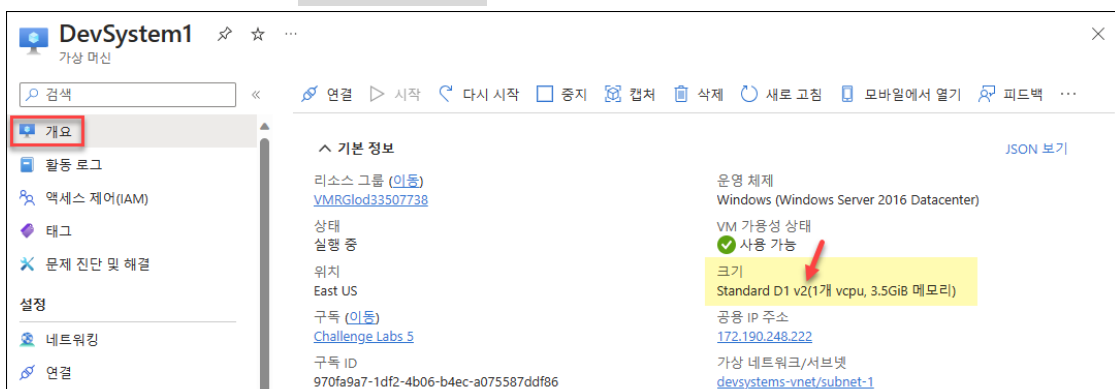 DevSystem1
가상 머신
검색
연결 시작 다시 시작 중지 캡처 삭제 새로 고침 모바일에서 열기 피드백
개요
활동 로그
액세스 제어(IAM)
태그
문제 진단 및 해결
설정
네트워킹
연결
기본 정보
JSON 보기
리소스 그룹 (이동)
VMRGlod33507738
상태
실행 중
위치
East US
구독 (이동)
Challenge Labs 5
구독 ID
970fa9a7-1df2-4b06-b4ec-a075587ddf86
운영 체제
Windows (Windows Server 2016 Datacenter)
VM 가용성 상태
사용 가능
크기
Standard D1 v2(1개 vcpu, 3.5GiB 메모리)
공용 IP 주소
172.190.248.222
가상 네트워크/서브넷
devsystems-vnet/subnet-1